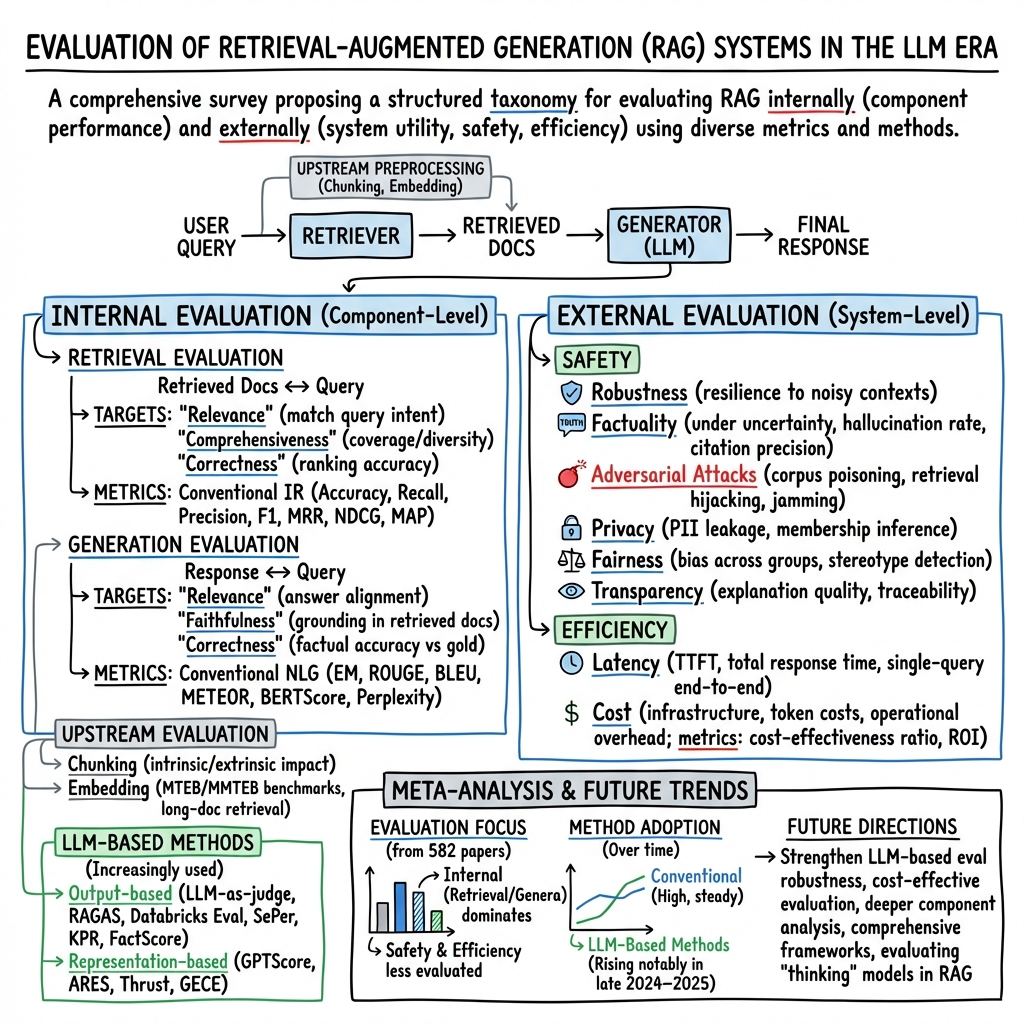 EVALUATION OF RETRIEVAL-AUGMENTED GENERATION (RAG) SYSTEMS IN THE LLM ERA
A comprehensive survey proposing a structured taxonomy for evaluating RAG internally (component
performance) and externally (system utility, safety, efficiency) using diverse metrics and methods.
UPSTREAM PREPROCESSING
(Chunking, Embedding)
USER
QUERY
RETRIEVER
RETRIEVED
DOCS
GENERATOR
(LLM)
FINAL
RESPONSE
INTERNAL EVALUATION (Component-Level)
RETRIEVAL EVALUATION
Retrieved Docs ↔ Query
TARGETS: "Relevance" (match query intent)
"Comprehensiveness" (coverage/diversity)
"Correctness" (ranking accuracy)
METRICS: Conventional IR (Accuracy, Recall,
Precision, F1, MRR, NDCG, MAP)
GENERATION EVALUATION
Response ↔ Query
TARGETS: "Relevance" (answer alignment)
"Faithfulness" (grounding in retrieved docs)
"Correctness" (factual accuracy vs gold)
METRICS: Conventional NLG (EM, ROUGE, BLEU,
METEOR, BERTScore, Perplexity)
UPSTREAM EVALUATION
Chunking (intrinsic/extrinsic impact)
Embedding (MTEB/MMTEB benchmarks,
long-doc retrieval)
LLM-BASED METHODS
(Increasingly used)
Output-based (LLM-as-judge,
RAGAS, Databricks Eval, SePer,
KPR, FactScore)
Representation-based (GPTScore,
ARES, Thrust, GECE)
EXTERNAL EVALUATION (System-Level)
SAFETY
Robustness (resilience to noisy contexts)
TRUTH
Factuality (under uncertainty, hallucination rate,
citation precision)
Adversarial Attacks (corpus poisoning, retrieval
hijacking, jamming)
Privacy (PII leakage, membership inference)
Fairness (bias across groups, stereotype detection)
Transparency (explanation quality, traceability)
EFFICIENCY
Latency (TTFT, total response time, single-query
end-to-end)
$ Cost (infrastructure, token costs, operational
overhead; metrics: cost-effectiveness ratio, ROI)
META-ANALYSIS & FUTURE TRENDS
EVALUATION FOCUS
(from 582 papers)
Internal
(Retrieval/Genera)
dominates
Safety & Efficiency
less evaluated
METHOD ADOPTION
(Over time)
Conventional
(High, steady)
LLM-Based Methods
(Rising notably in
late 2024–2025)
FUTURE DIRECTIONS
Strengthen LLM-based eval
robustness, cost-effective
evaluation, deeper component
analysis, comprehensive
frameworks, evaluating
"thinking" models in RAG